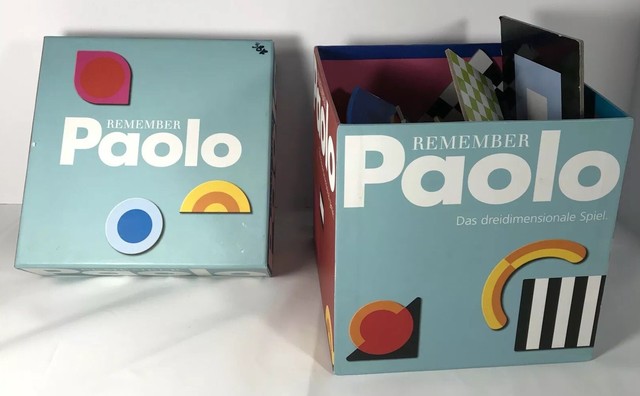 REMEMBER
Paolo
REMEMBER
Paolo
Das dreidimensionale Spiel.